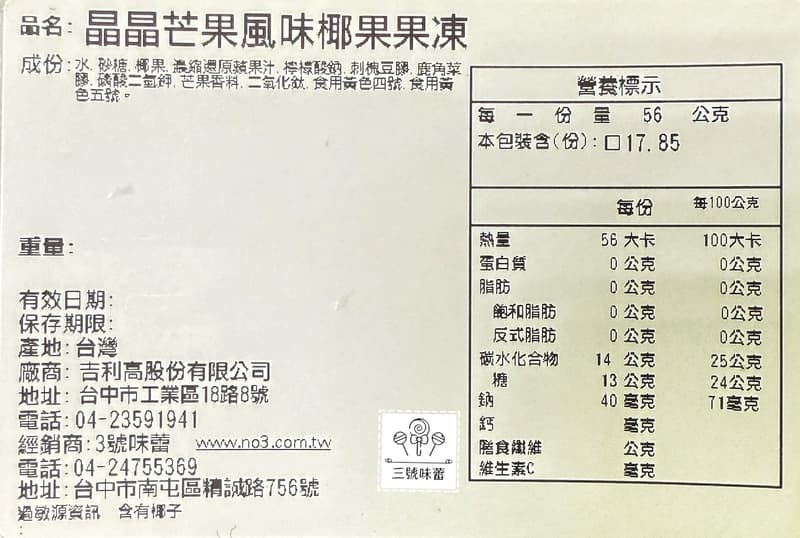 品名: 晶晶芒果風味椰果果凍
成份: 水, 砂糖, 椰果, 濃縮還原蘋果汁, 檸檬酸鈉, 刺槐豆膠, 鹿角菜
膠, 磷酸二氫鉀, 芒果香料, 二氧化鈦, 食用黃色四號, 食用黃
色五號。
重量:
有效日期:
保存期限:
產地: 台灣
廠商: 吉利高股份有限公司
地址: 台中市工業區18路8號
電話: 04-23591941
經銷商: 3號味蕾 www.no3.com.tw
電話: 04-24755369
地址: 台中市南屯區精誠路756號
過敏源資訊 含有椰子
三號味蕾
營養標示
每一份量 56 公克
本包裝含(份): □17.85
每份 每100公克
熱量 56 大卡 100大卡
蛋白質 0 公克 0公克
脂肪 0 公克 0公克
飽和脂肪 0 公克 0公克
反式脂肪 0 公克 0公克
碳水化合物 14 公克 25公克
糖 13 公克 24公克
鈉 40 毫克 71毫克
鈣 毫克
膳食纖維 公克
維生素C 毫克